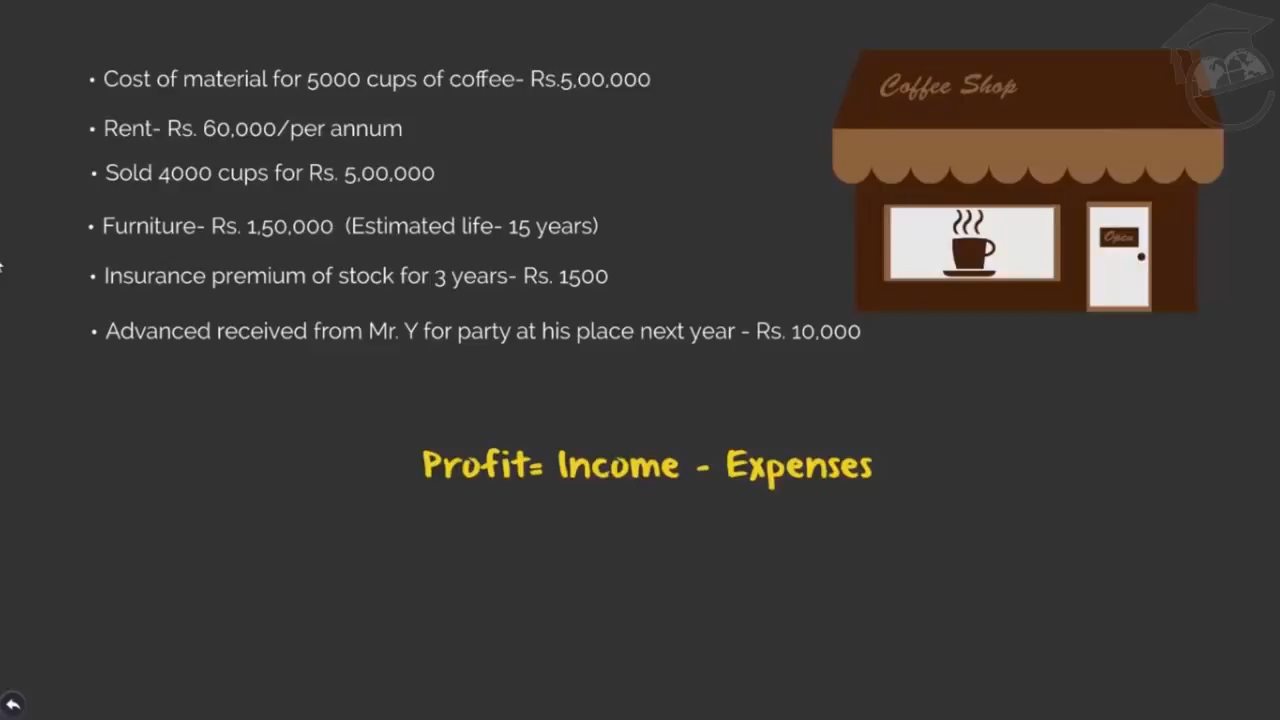 Coffee Shop
• Cost of material for 5000 cups of coffee- Rs.5,00,000
• Rent- Rs. 60,000/per annum
• Sold 4000 cups for Rs. 5,00,000
• Furniture- Rs. 1,50,000 (Estimated life- 15 years)
Open
• Insurance premium of stock for 3 years- Rs. 1500
• Advanced received from Mr. Y for party at his place next year - Rs. 10,000
Profit= Income - Expenses